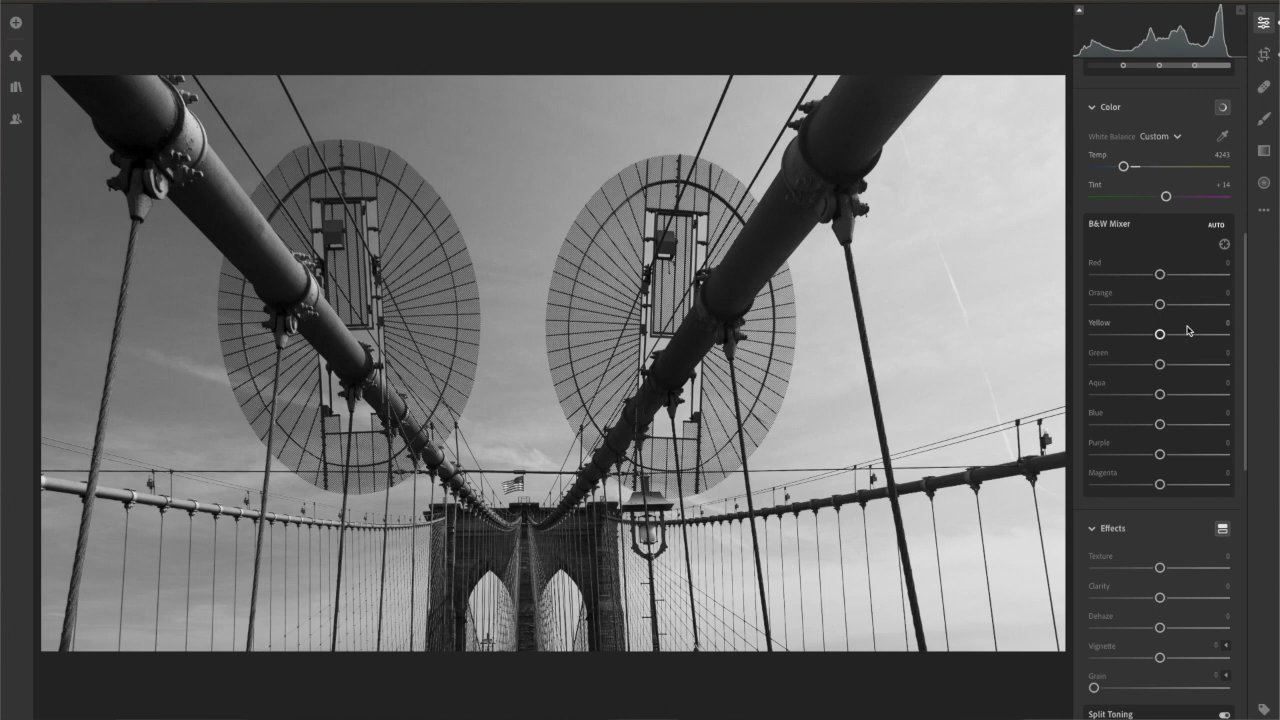 Color
White Balance Custom
Temp 4243
Tint + 14
B&W Mixer AUTO
Red 0
Orange 0
Yellow 0
Green 0
Aqua 0
Blue 0
Purple 0
Magenta 0
Effects
Texture 0
Clarity 0
Dehaze 0
Vignette 0
Grain 0
Split Toning